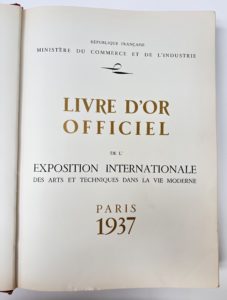 RÉPUBLIQUE FRANÇAISE
MINISTÈRE DU COMMERCE ET DE L'INDUSTRIE
LIVRE D'OR
OFFICIEL
DE L'
EXPOSITION INTERNATIONALE
DES ARTS ET TECHNIQUES DANS LA VIE MODERNE
PARIS
1937